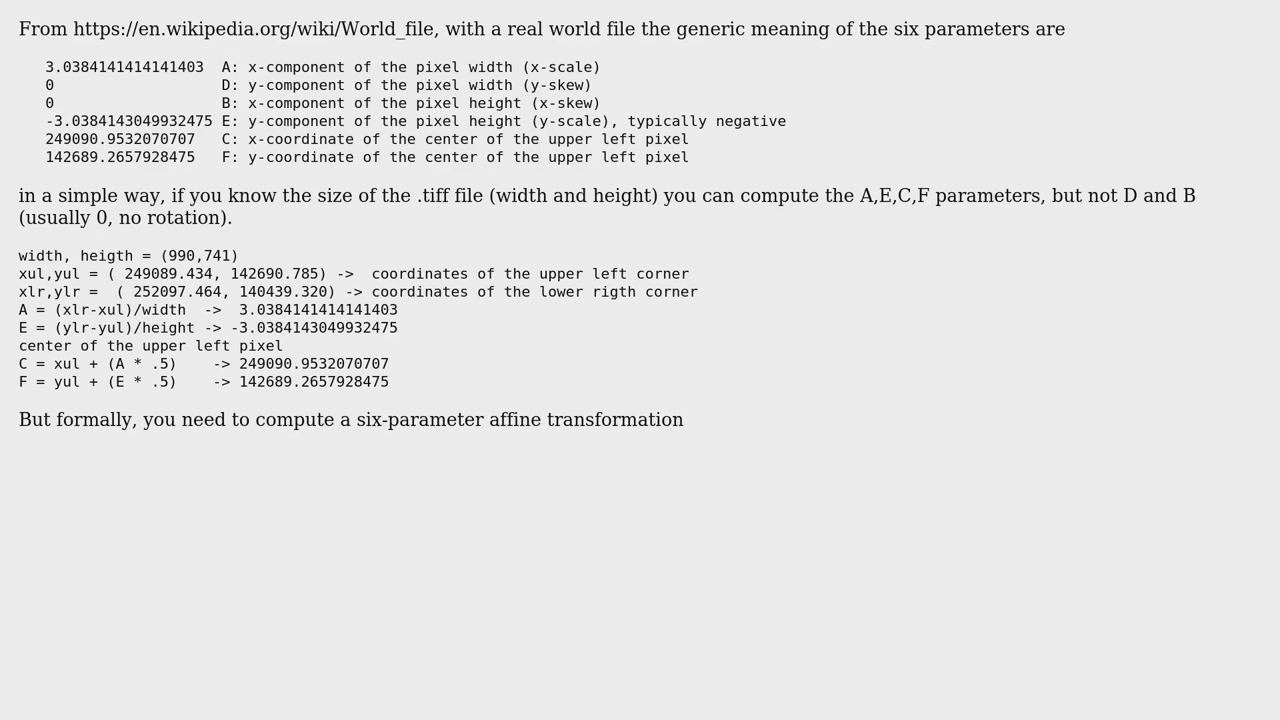 From https://en.wikipedia.org/wiki/World_file, with a real world file the generic meaning of the six parameters are
3.0384141414141403  A: x-component of the pixel width (x-scale)
0                   D: y-component of the pixel width (y-skew)
0                   B: x-component of the pixel height (x-skew)
-3.0384143049932475 E: y-component of the pixel height (y-scale), typically negative
249090.9532070707   C: x-coordinate of the center of the upper left pixel
142689.2657928475   F: y-coordinate of the center of the upper left pixel
in a simple way, if you know the size of the .tiff file (width and height) you can compute the A,E,C,F parameters, but not D and B
(usually 0, no rotation).
width, heigth = (990,741)
xul,yul = ( 249089.434, 142690.785) ->  coordinates of the upper left corner
xlr,ylr =  ( 252097.464, 140439.320) -> coordinates of the lower rigth corner
A = (xlr-xul)/width  ->  3.0384141414141403
E = (ylr-yul)/height -> -3.0384143049932475
center of the upper left pixel
C = xul + (A * .5)    -> 249090.9532070707
F = yul + (E * .5)    -> 142689.2657928475
But formally, you need to compute a six-parameter affine transformation